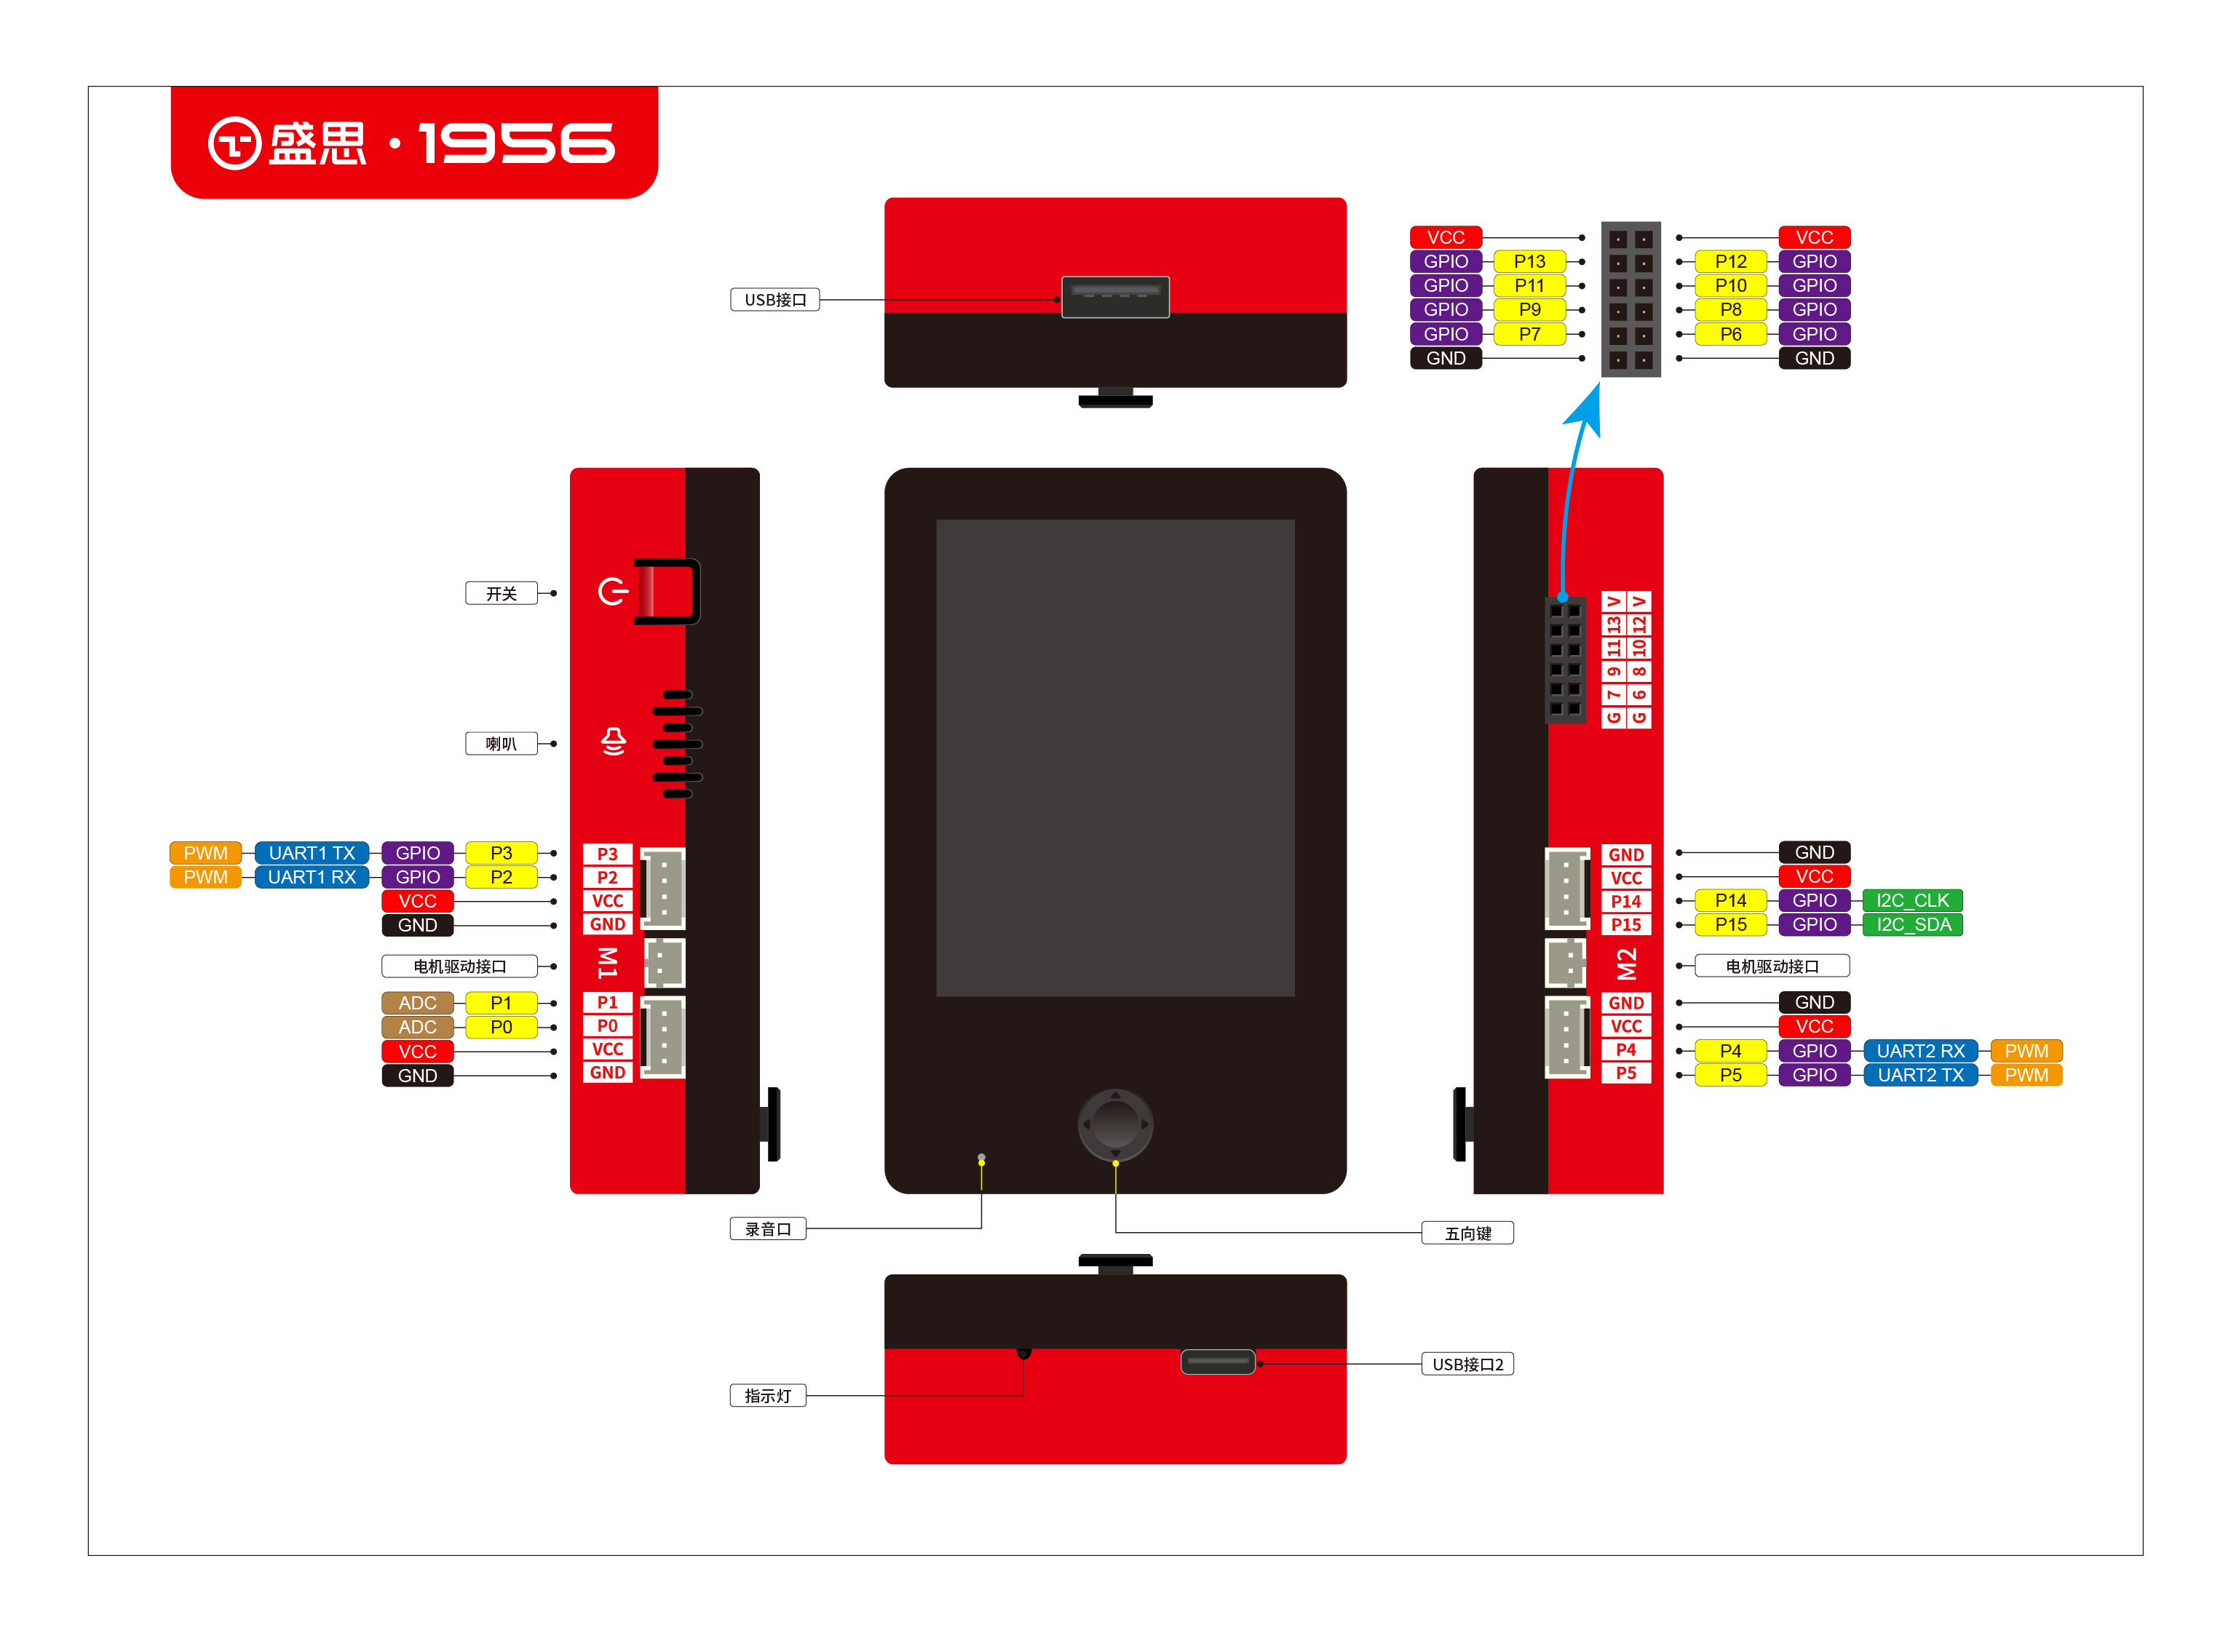 盛思·1956
USB接口
VCC VCC
GPIO P13 P12 GPIO
GPIO P11 P10 GPIO
GPIO P9 P8 GPIO
GPIO P7 P6 GPIO
GND GND
开关
喇叭
V V
13 12
11 10
9 8
7 6
G G
PWM UART1 TX GPIO P3
PWM UART1 RX GPIO P2
VCC
GND
P3
P2
VCC
GND
电机驱动接口
M1
ADC P1
ADC P0
VCC
GND
P1
P0
VCC
GND
GND
VCC
P14
P15
GND
VCC
P14 GPIO I2C_CLK
P15 GPIO I2C_SDA
M2
电机驱动接口
GND
VCC
P4
P5
GND
VCC
P4 GPIO UART2 RX PWM
P5 GPIO UART2 TX PWM
录音口
五向键
指示灯
USB接口2